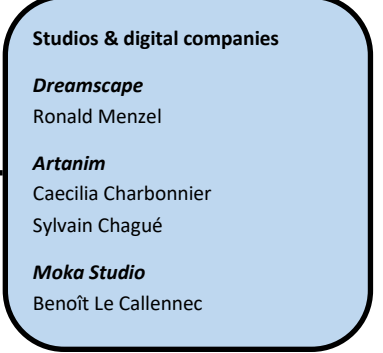 Studios & digital companies
Dreamscape
Ronald Menzel
Artanim
Caecilia Charbonnier
Sylvain Chagué
Moka Studio
Benoît Le Callennec